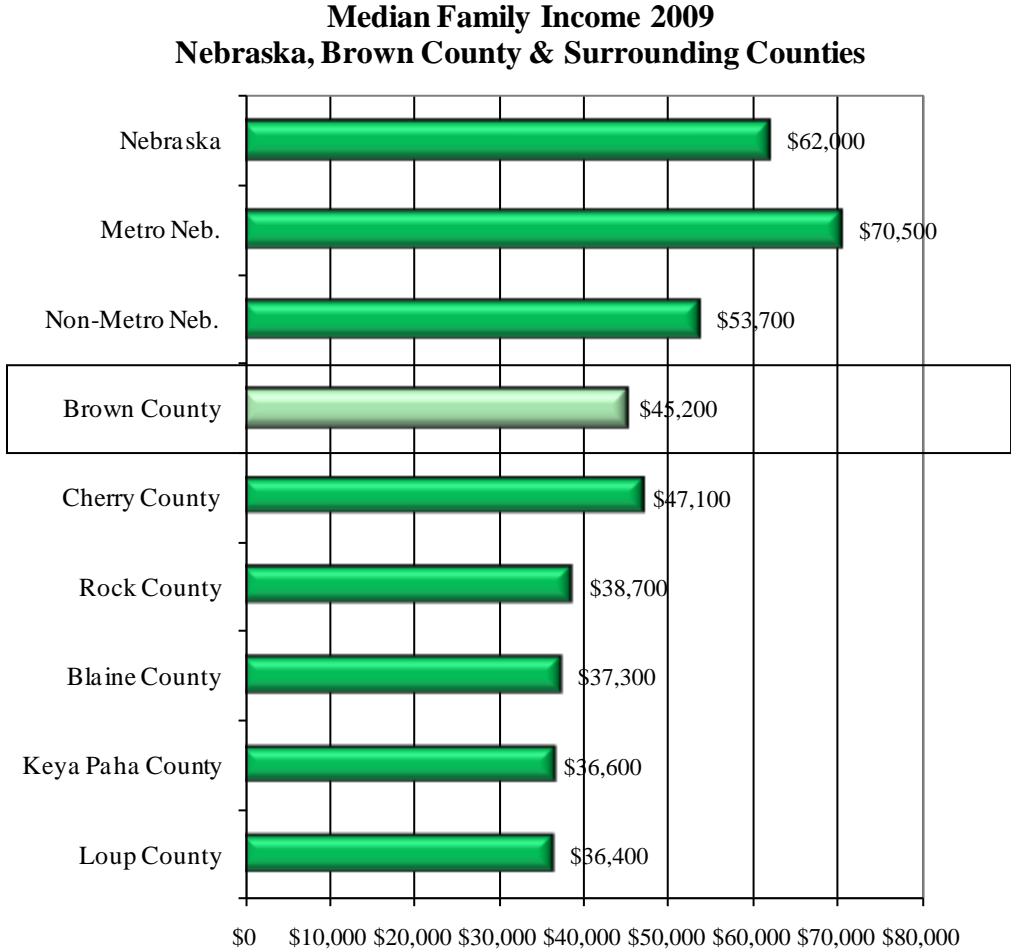 Median Family Income 2009
Nebraska, Brown County & Surrounding Counties
Nebraska $62,000
Metro Neb. $70,500
Non-Metro Neb. $53,700
Brown County $45,200
Cherry County $47,100
Rock County $38,700
Blaine County $37,300
Keya Paha County $36,600
Loup County $36,400
$0 $10,000 $20,000 $30,000 $40,000 $50,000 $60,000 $70,000 $80,000